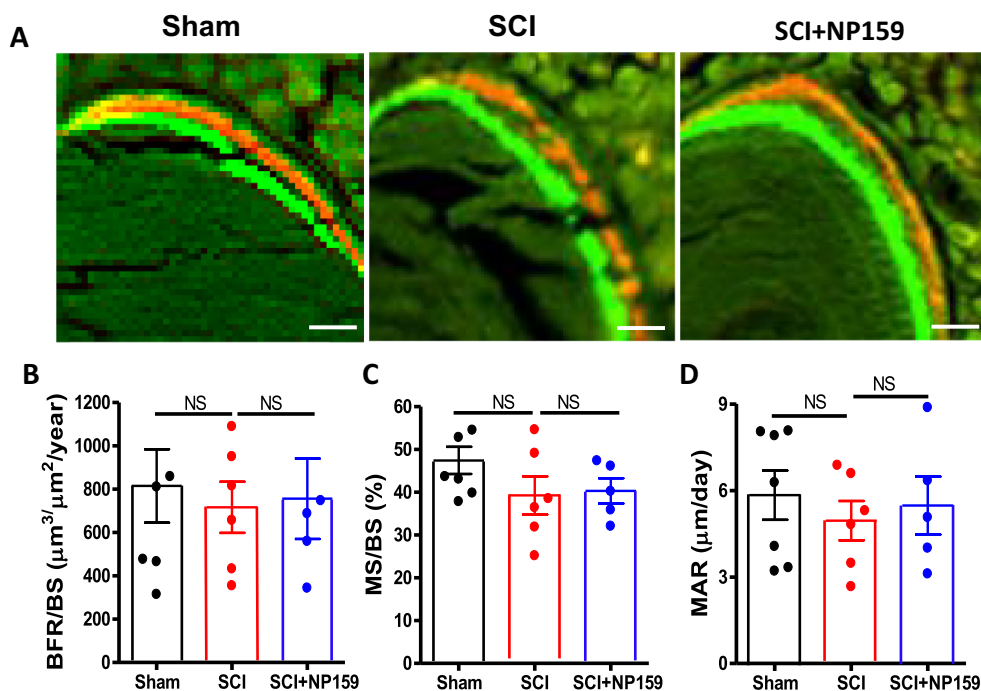 A
Sham
SCI
SCI+NP159
B
BFR/BS (μm³/μm²/year)
1200
1000
800
600
400
200
0
NS
NS
Sham
SCI
SCI+NP159
C
MS/BS (%)
60
50
40
30
20
10
0
NS
NS
Sham
SCI
SCI+NP159
D
MAR (μm/day)
9
6
3
0
NS
NS
Sham
SCI
SCI+NP159